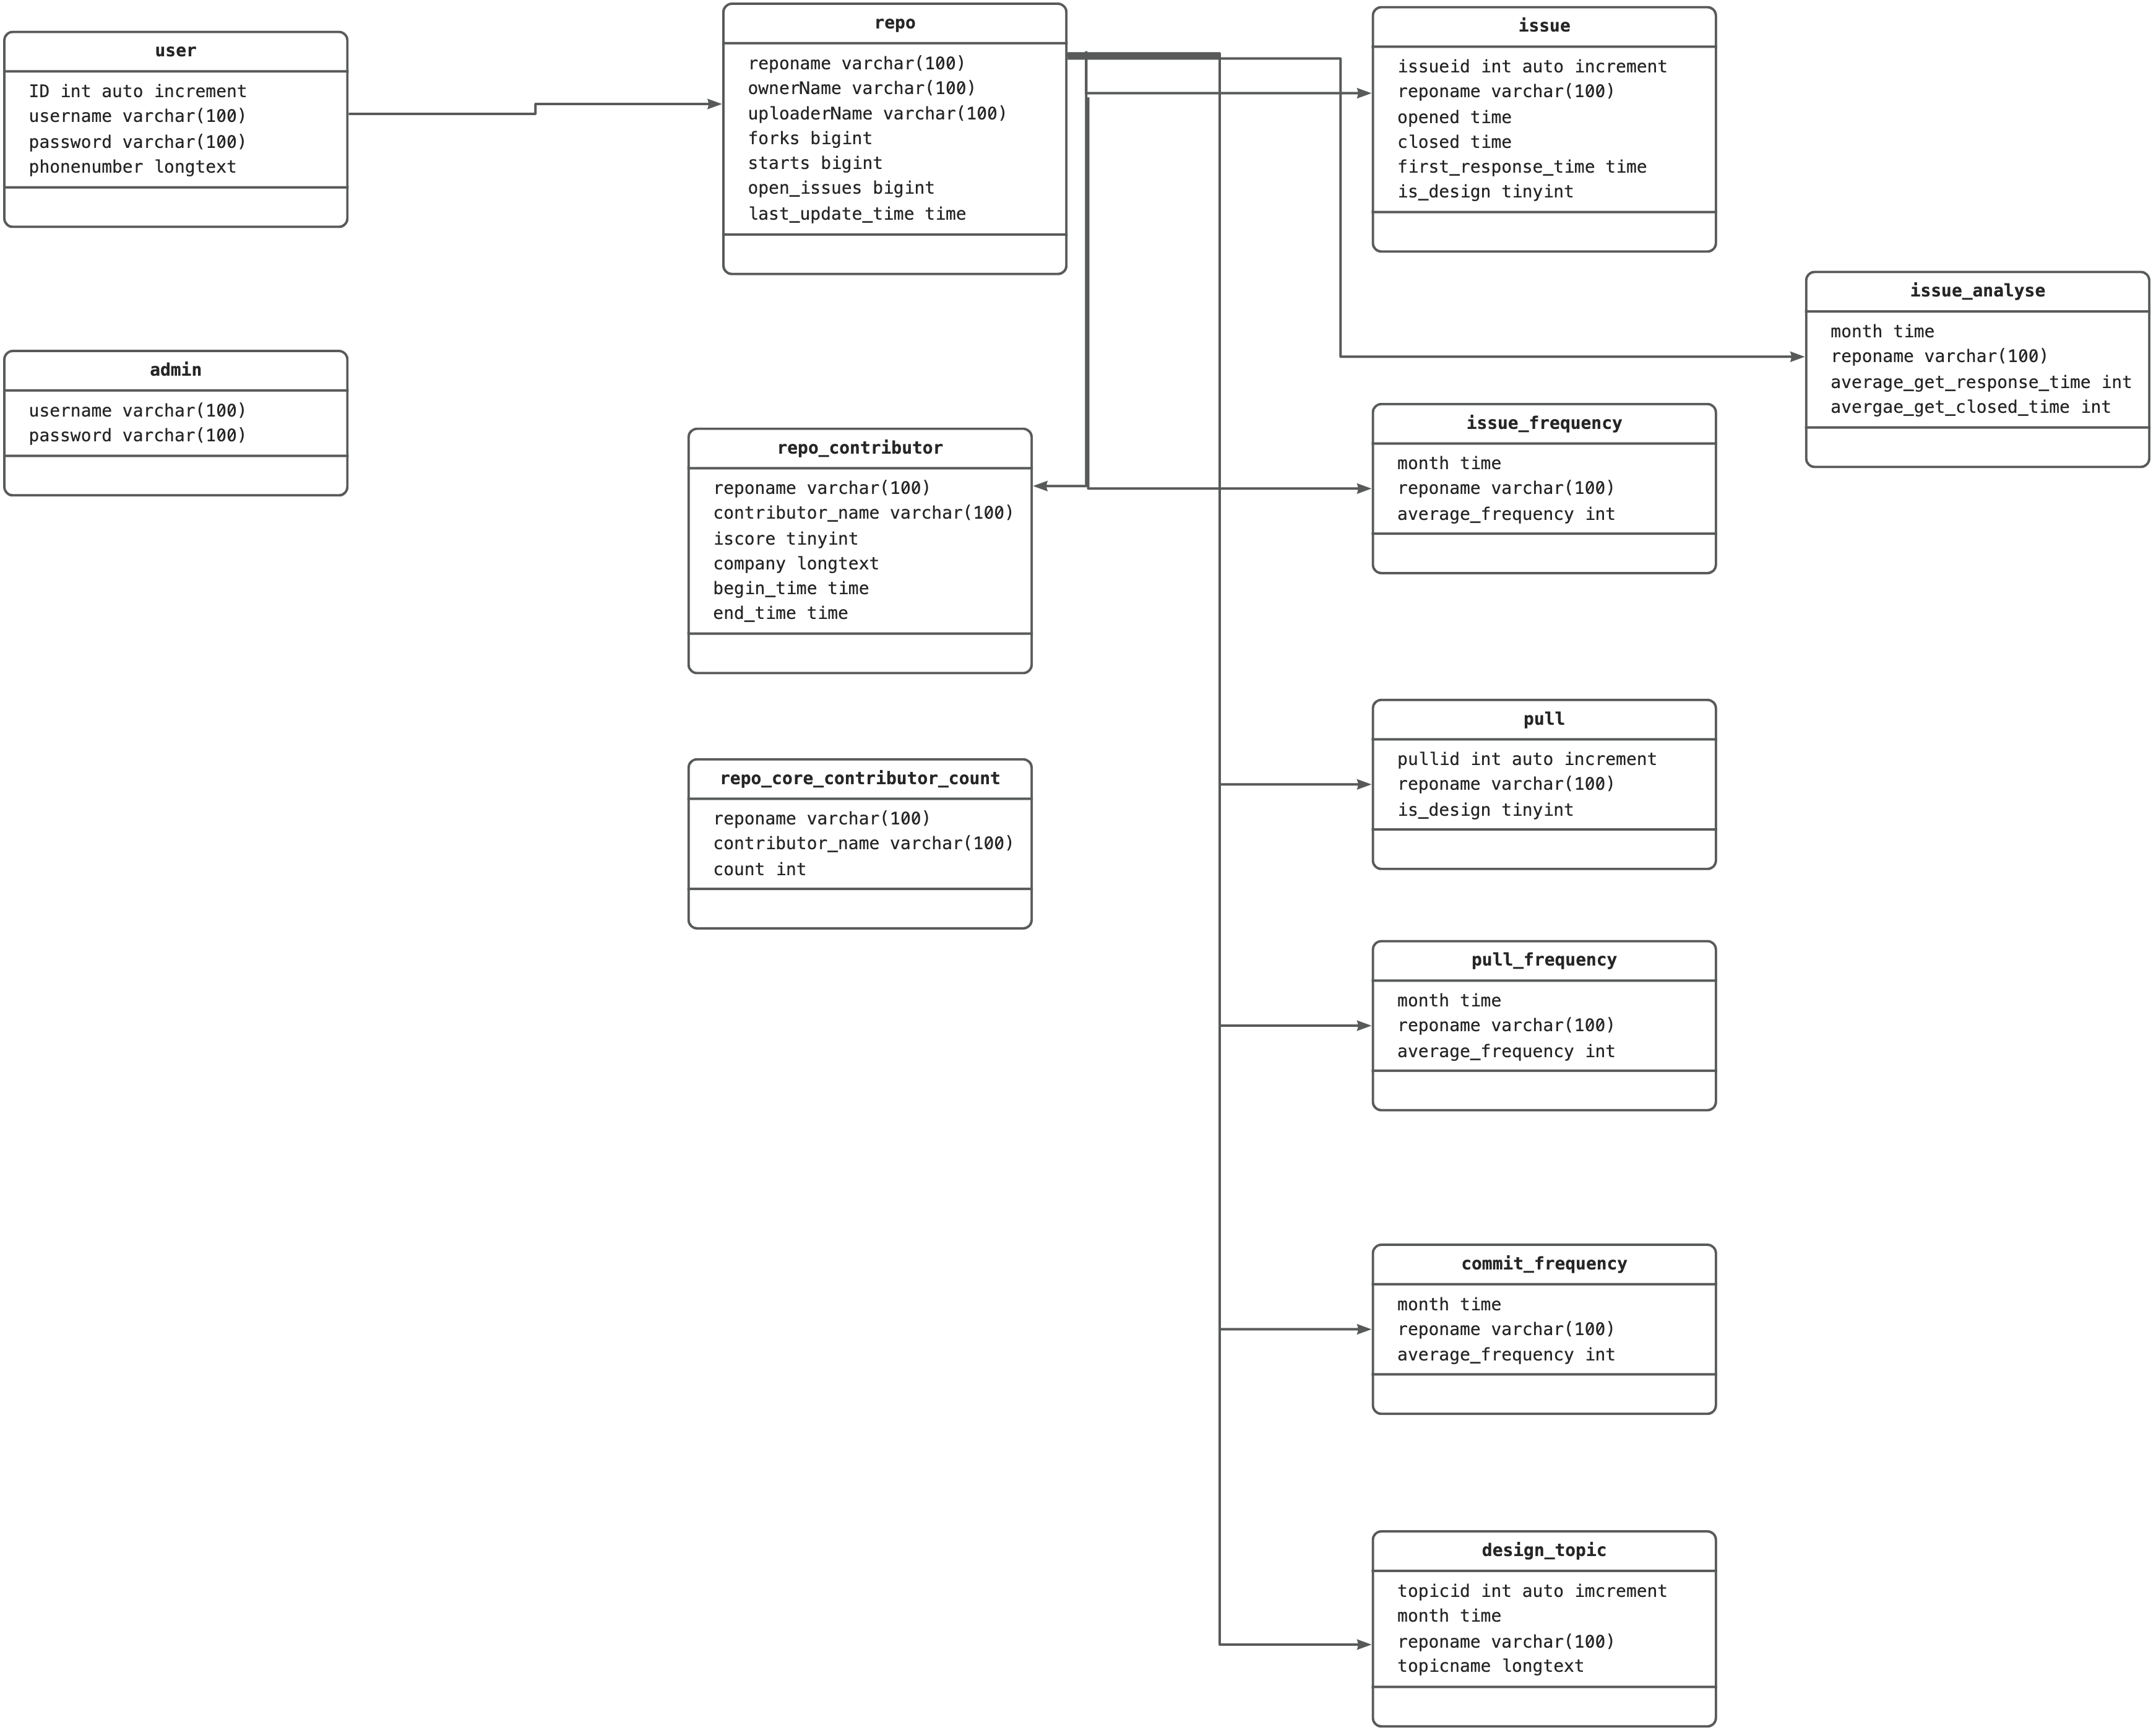 user
ID int auto increment
username varchar(100)
password varchar(100)
phonenumber longtext
admin
username varchar(100)
password varchar(100)
repo
reponame varchar(100)
ownerName varchar(100)
uploaderName varchar(100)
forks bigint
starts bigint
open_issues bigint
last_update_time time
repo_contributor
reponame varchar(100)
contributor_name varchar(100)
iscore tinyint
company longtext
begin_time time
end_time time
repo_core_contributor_count
reponame varchar(100)
contributor_name varchar(100)
count int
issue
issueid int auto increment
reponame varchar(100)
opened time
closed time
first_response_time time
is_design tinyint
issue_analyse
month time
reponame varchar(100)
average_get_response_time int
avergae_get_closed_time int
issue_frequency
month time
reponame varchar(100)
average_frequency int
pull
pullid int auto increment
reponame varchar(100)
is_design tinyint
pull_frequency
month time
reponame varchar(100)
average_frequency int
commit_frequency
month time
reponame varchar(100)
average_frequency int
design_topic
topicid int auto imcrement
month time
reponame varchar(100)
topicname longtext